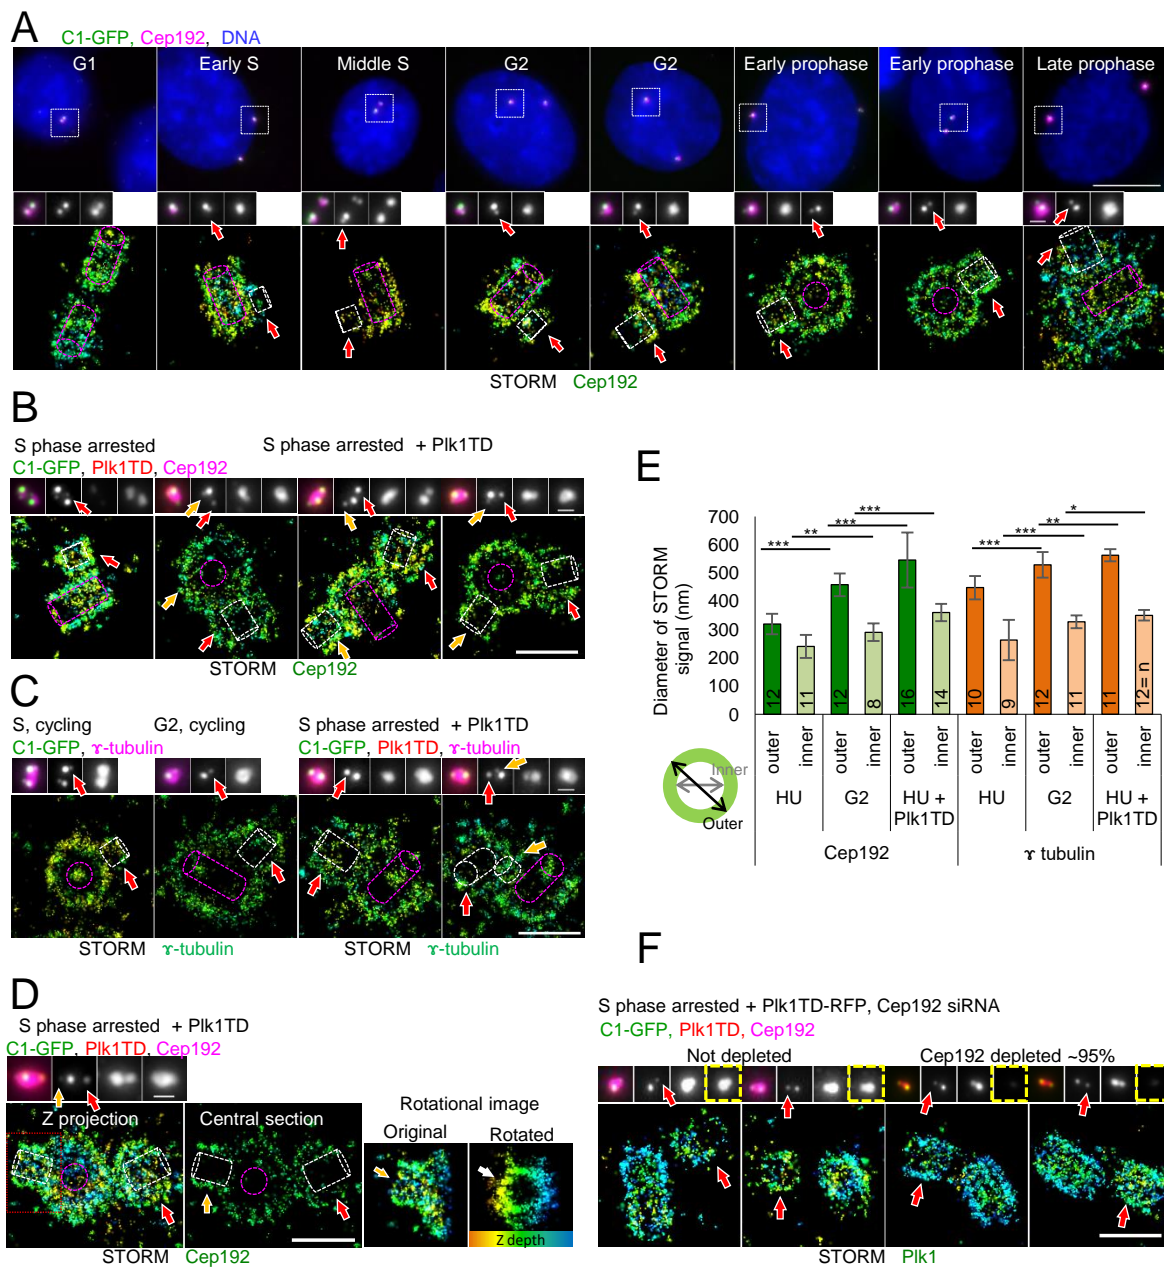 A
C1-GFP, Cep192, DNA
G1
Early S
Middle S
G2
G2
Early prophase
Early prophase
Late prophase
STORM Cep192
B
S phase arrested
S phase arrested + Plk1TD
C1-GFP, Plk1TD, Cep192
STORM Cep192
C
S, cycling
G2, cycling
S phase arrested + Plk1TD
C1-GFP, ϒ-tubulin
C1-GFP, Plk1TD, ϒ-tubulin
STORM ϒ-tubulin
D
S phase arrested + Plk1TD
C1-GFP, Plk1TD, Cep192
Z projection
Central section
Rotational image
Original
Rotated
Z depth
STORM Cep192
E
Diameter of STORM
signal (nm)
700
600
500
400
300
200
100
0
*** ** *** *** *** *** ** *
12 11 12 8 16 14 10 9 12 11 11 12= n
outer inner outer inner outer inner outer inner outer inner outer inner
HU G2 HU + Plk1TD HU G2 HU + Plk1TD
Cep192 ϒ tubulin
Inner
Outer
F
S phase arrested + Plk1TD-RFP, Cep192 siRNA
C1-GFP, Plk1TD, Cep192
Not depleted
Cep192 depleted ~95%
STORM Plk1